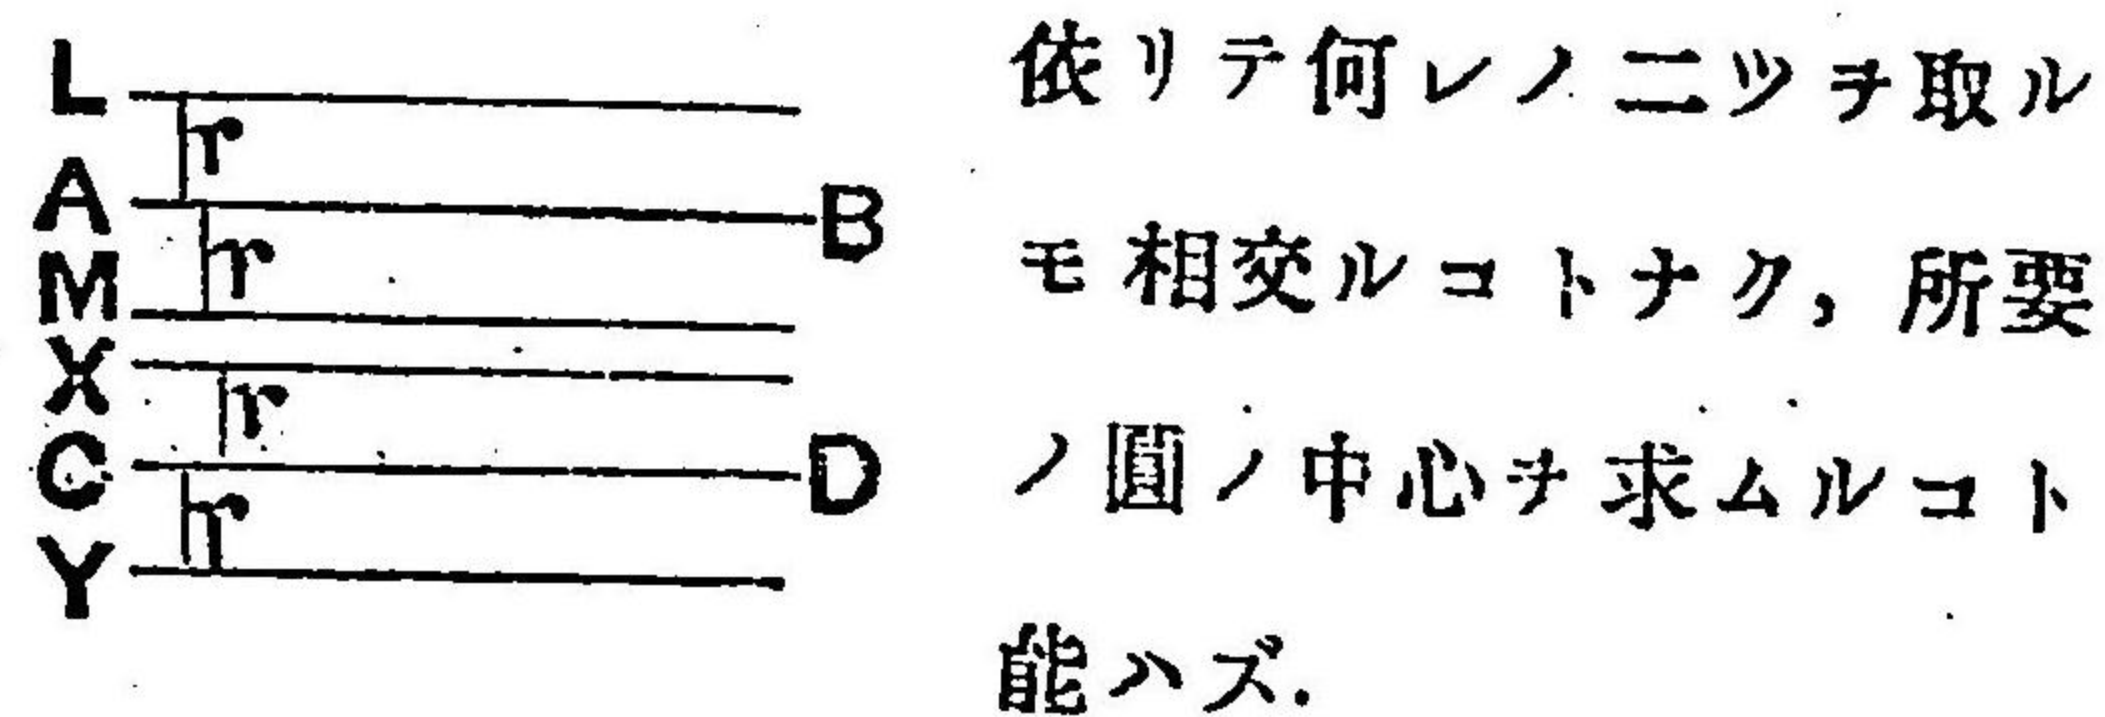 L
r
A
B
r
M
X
r
C
D
r
Y
依リテ何レノ二ツヲ取ル
モ相交ルコトナク，所要
ノ圓ノ中心ヲ求ムルコト
能ハズ．